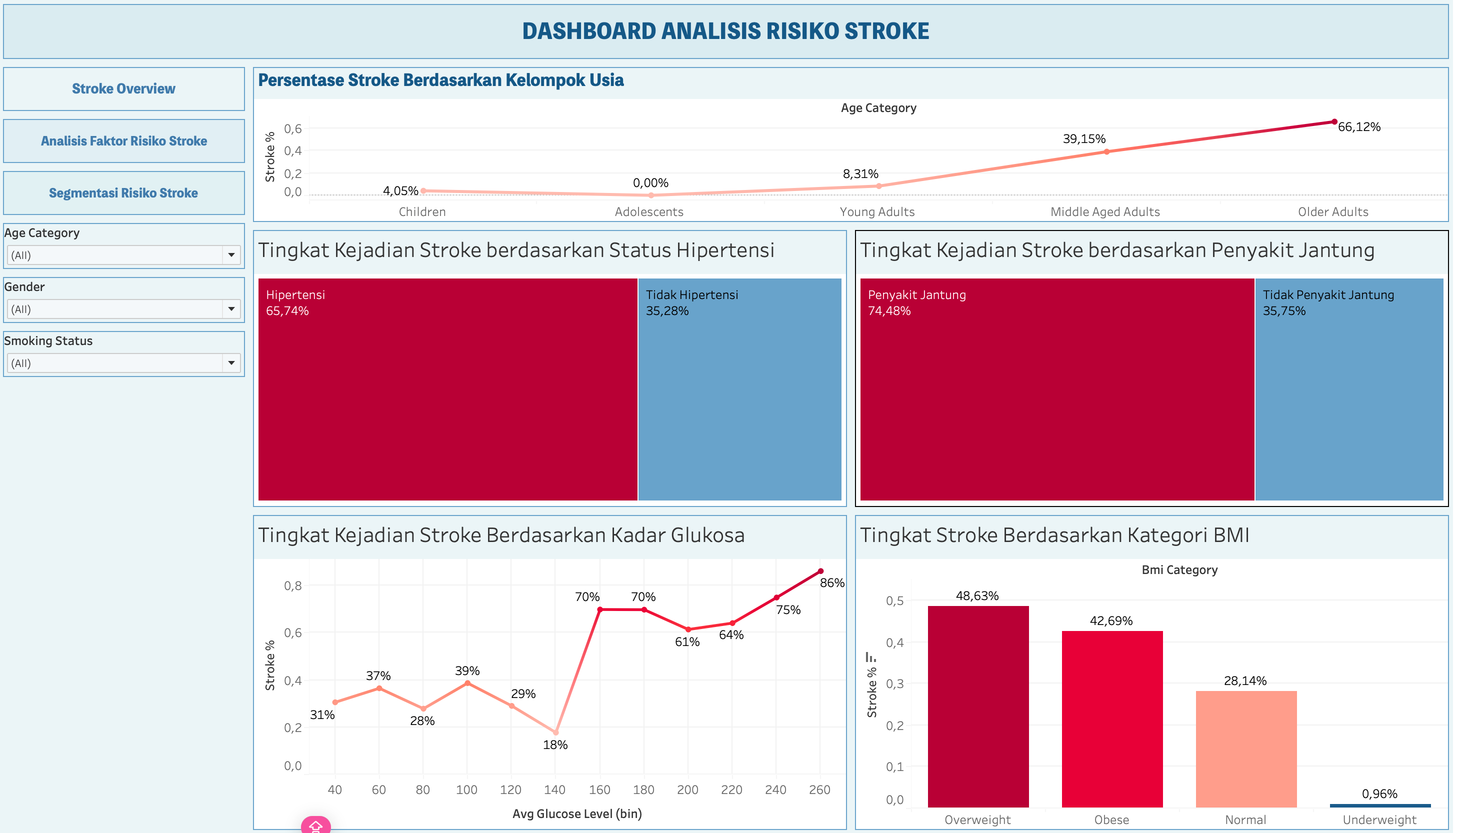 DASHBOARD ANALISIS RISIKO STROKE
Stroke Overview
Analisis Faktor Risiko Stroke
Segmentasi Risiko Stroke
Age Category
(All)
Gender
(All)
Smoking Status
(All)
Persentase Stroke Berdasarkan Kelompok Usia
Age Category
Stroke %
0,6
0,4
0,2
0,0
4,05%
0,00%
8,31%
39,15%
66,12%
Children
Adolescents
Young Adults
Middle Aged Adults
Older Adults
Tingkat Kejadian Stroke berdasarkan Status Hipertensi
Hipertensi
65,74%
Tidak Hipertensi
35,28%
Tingkat Kejadian Stroke berdasarkan Penyakit Jantung
Penyakit Jantung
74,48%
Tidak Penyakit Jantung
35,75%
Tingkat Kejadian Stroke Berdasarkan Kadar Glukosa
Stroke %
0,8
0,6
0,4
0,2
0,0
31%
37%
28%
39%
29%
18%
70%
70%
61%
64%
75%
86%
40
60
80
100
120
140
160
180
200
220
240
260
Avg Glucose Level (bin)
Tingkat Stroke Berdasarkan Kategori BMI
Bmi Category
Stroke %
0,5
0,4
0,3
0,2
0,1
0,0
48,63%
42,69%
28,14%
0,96%
Overweight
Obese
Normal
Underweight